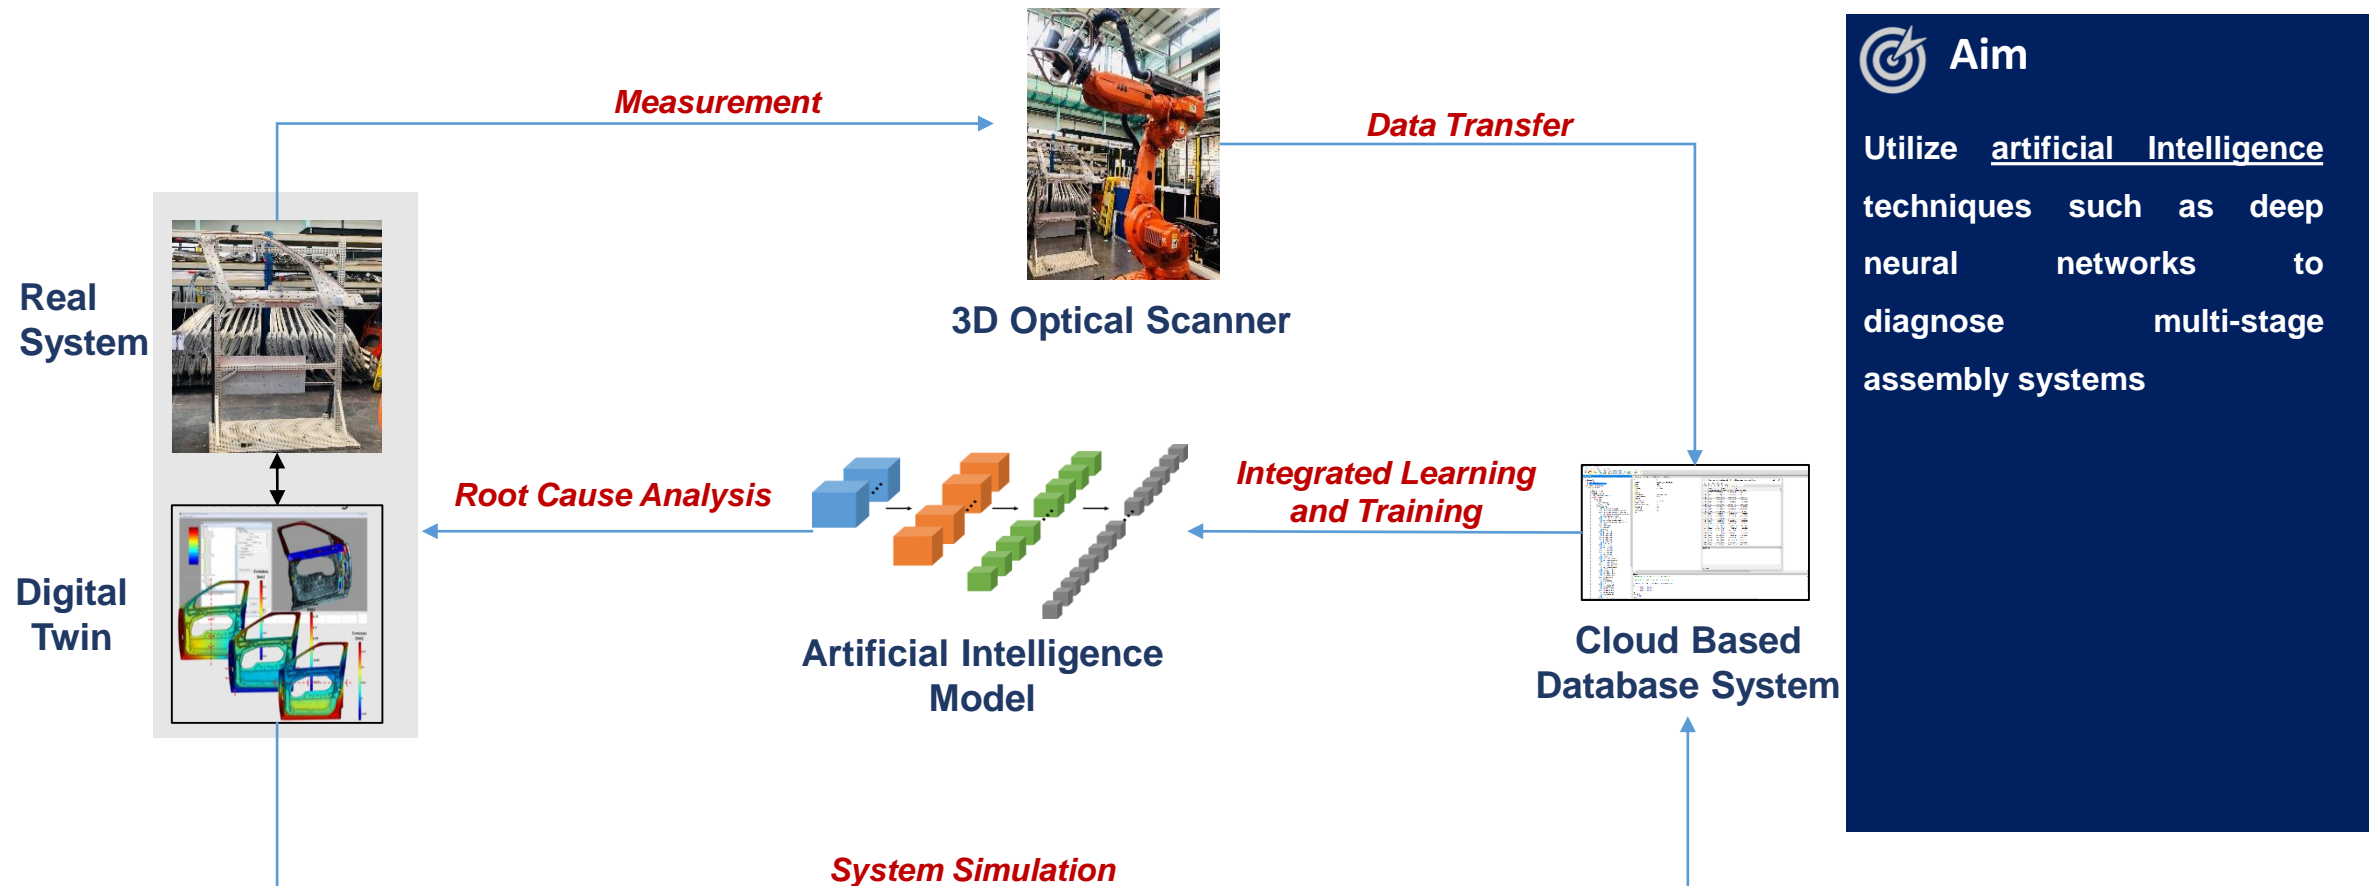 Measurement
Data Transfer
Real
System
3D Optical Scanner
Root Cause Analysis
Integrated Learning
and Training
Digital
Twin
Artificial Intelligence
Model
Cloud Based
Database System
System Simulation
Aim
Utilize artificial Intelligence
techniques such as deep
neural networks to
diagnose multi-stage
assembly systems